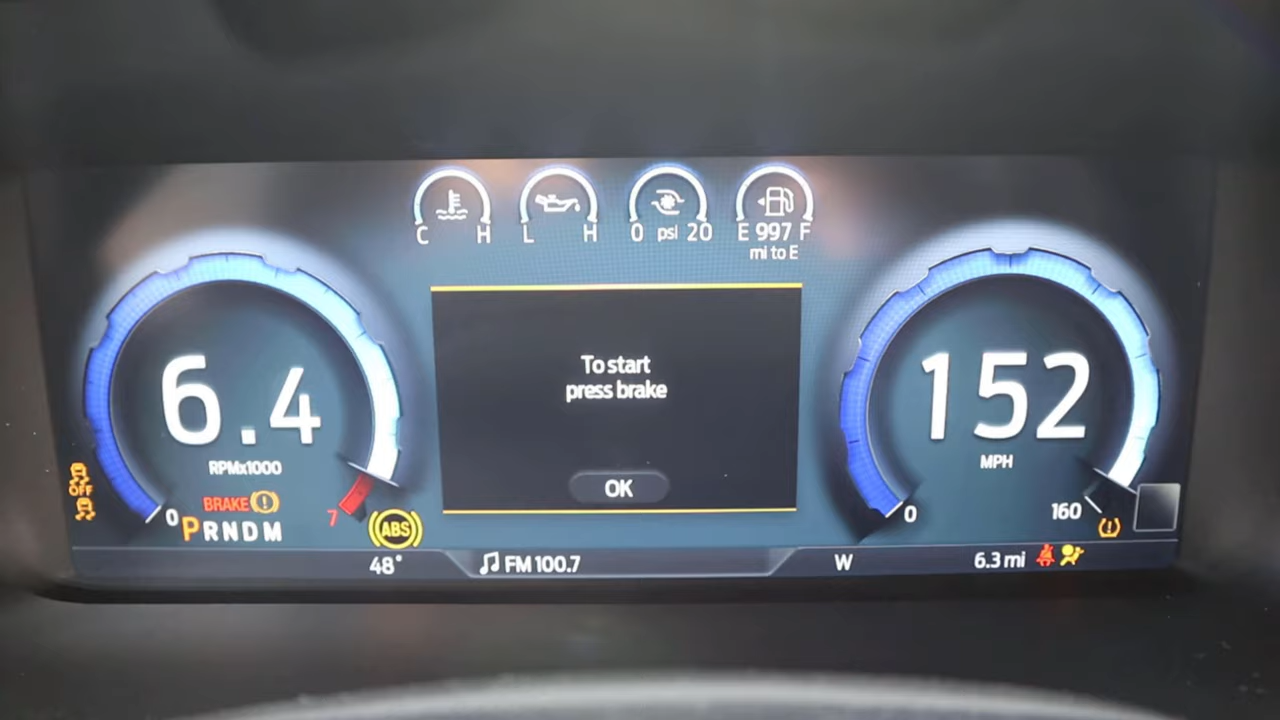 C H
L H
0 psi 20
E 997 F
mi to E
6.4
RPMx1000
0
7
OFF
BRAKE
PRNDM
ABS
To start
press brake
OK
152
MPH
0
160
48°
FM 100.7
W
6.3 mi